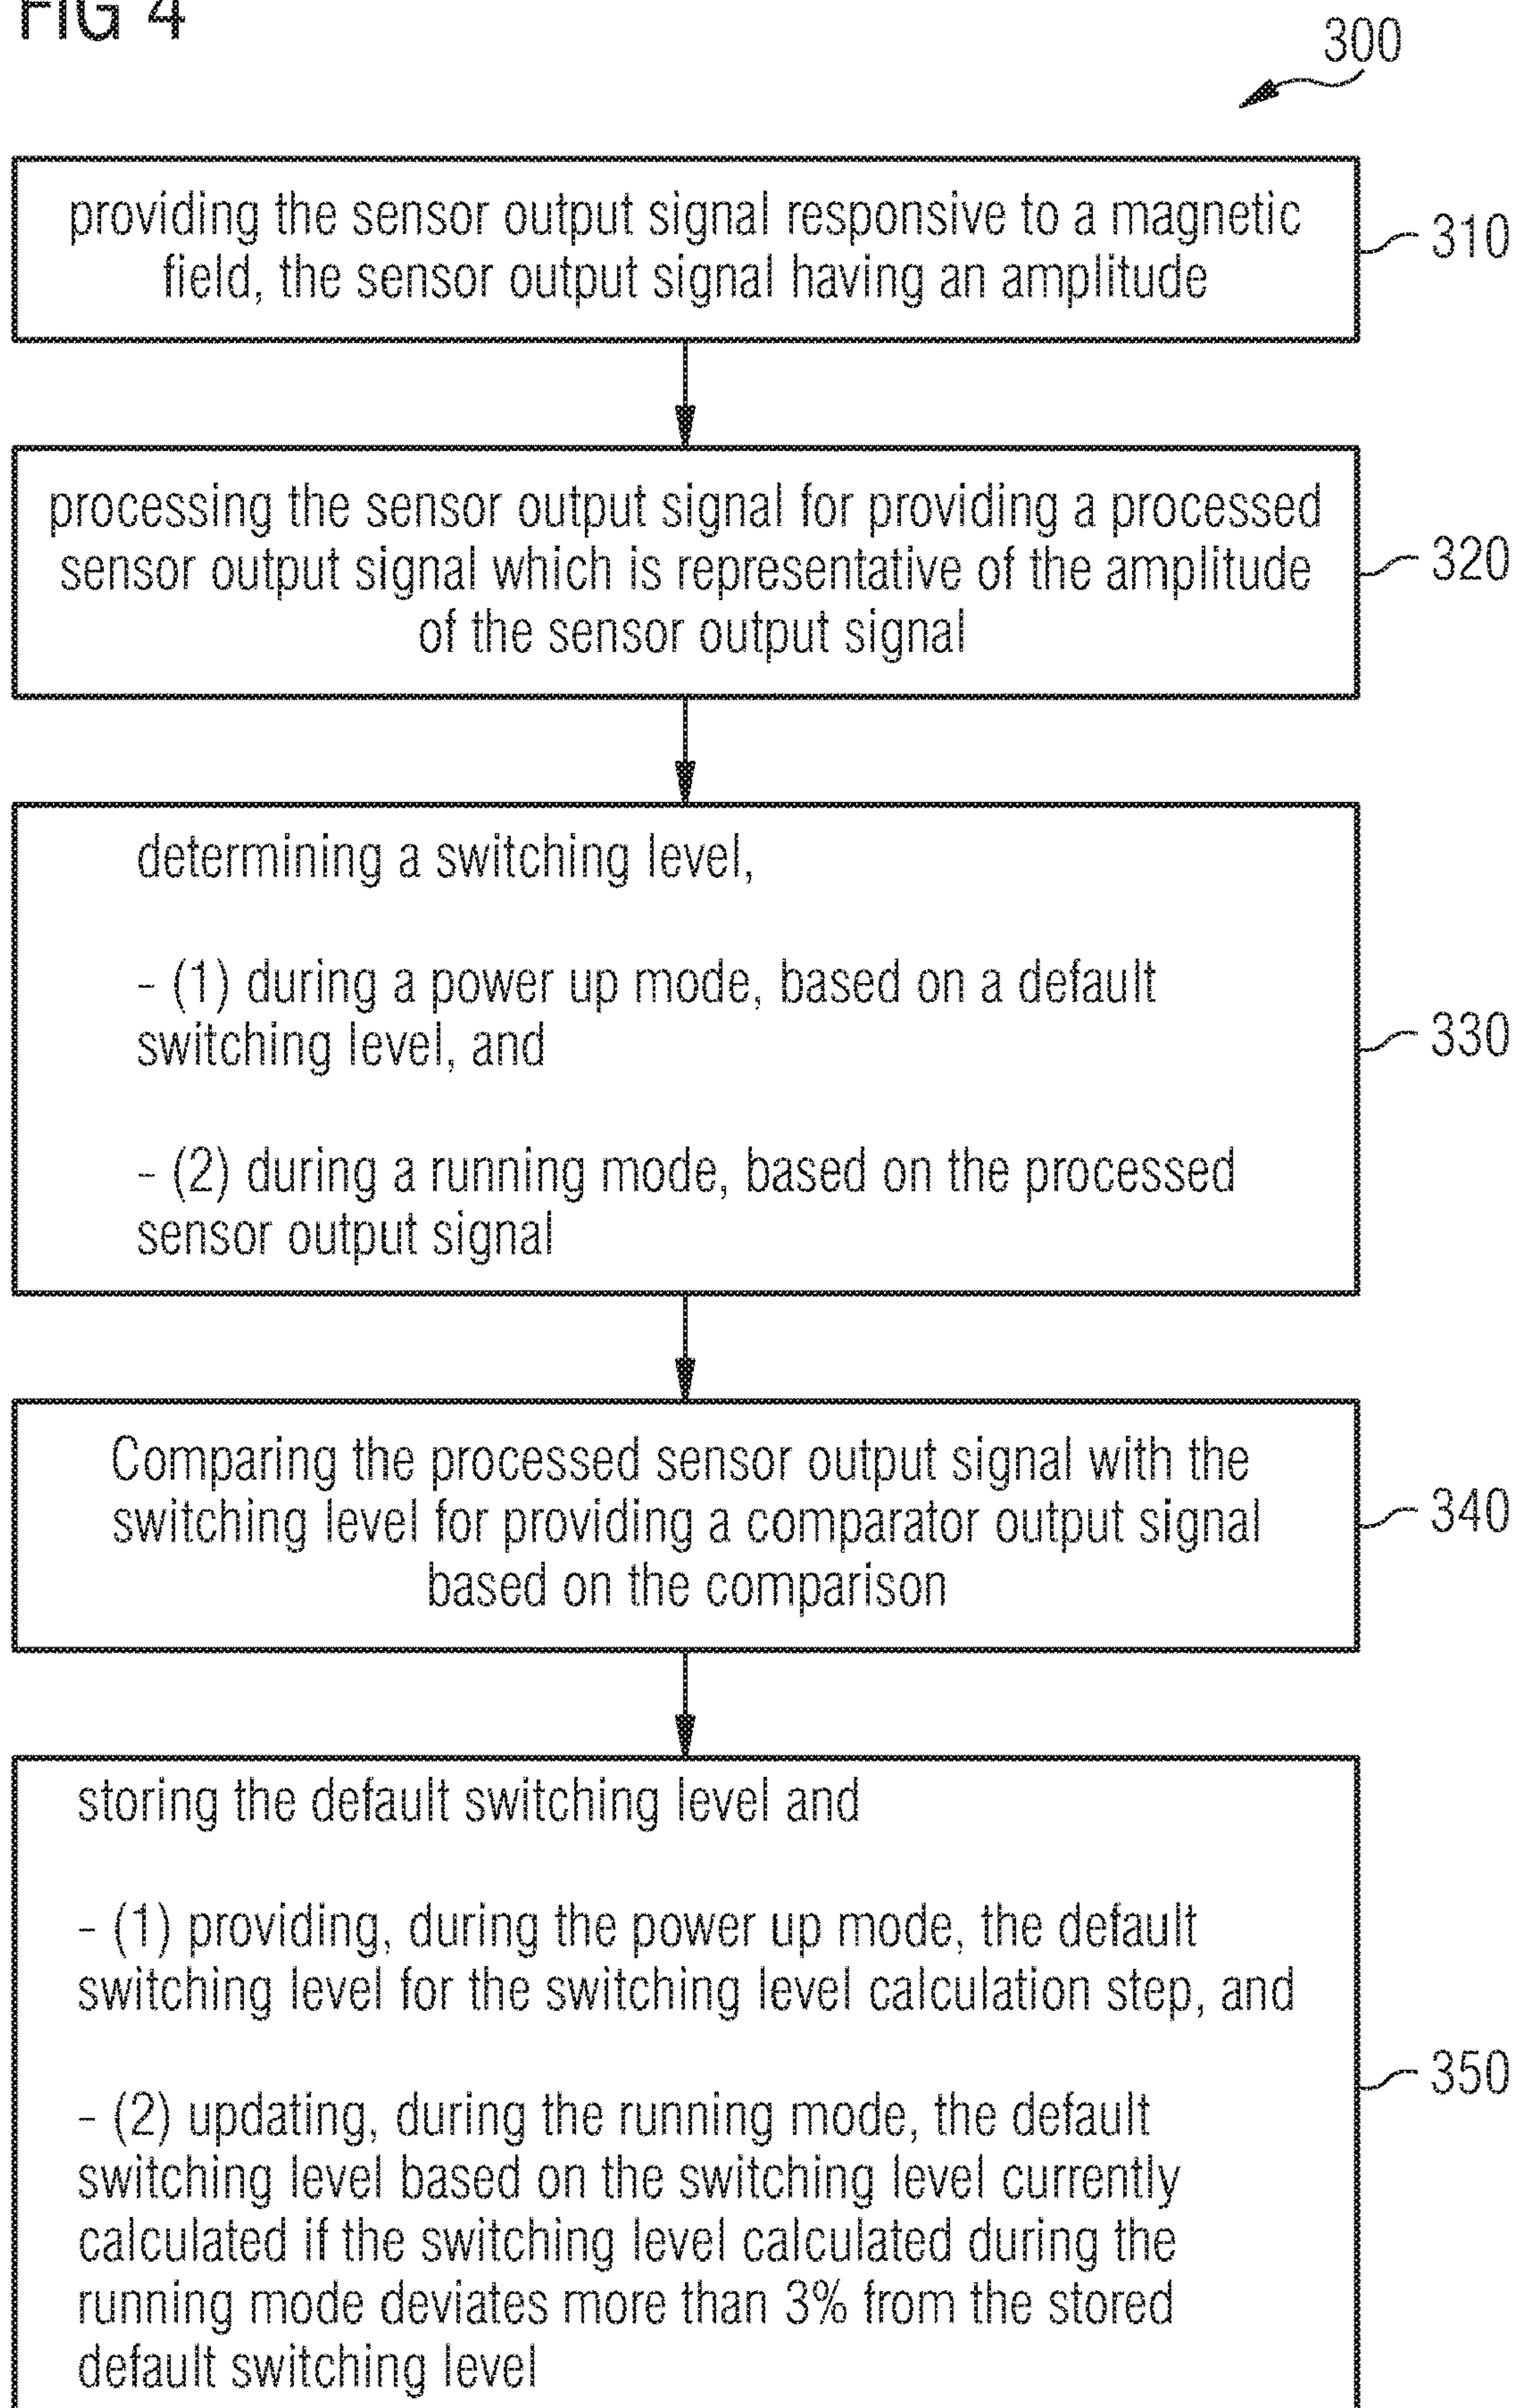 FIG 4
300
providing the sensor output signal responsive to a magnetic
field, the sensor output signal having an amplitude
310
processing the sensor output signal for providing a processed
sensor output signal which is representative of the amplitude
of the sensor output signal
320
determining a switching level,
- (1) during a power up mode, based on a default
switching level, and
- (2) during a running mode, based on the processed
sensor output signal
330
Comparing the processed sensor output signal with the
switching level for providing a comparator output signal
based on the comparison
340
storing the default switching level and
- (1) providing, during the power up mode, the default
switching level for the switching level calculation step, and
- (2) updating, during the running mode, the default
switching level based on the switching level currently
calculated if the switching level calculated during the
running mode deviates more than 3% from the stored
default switching level
350